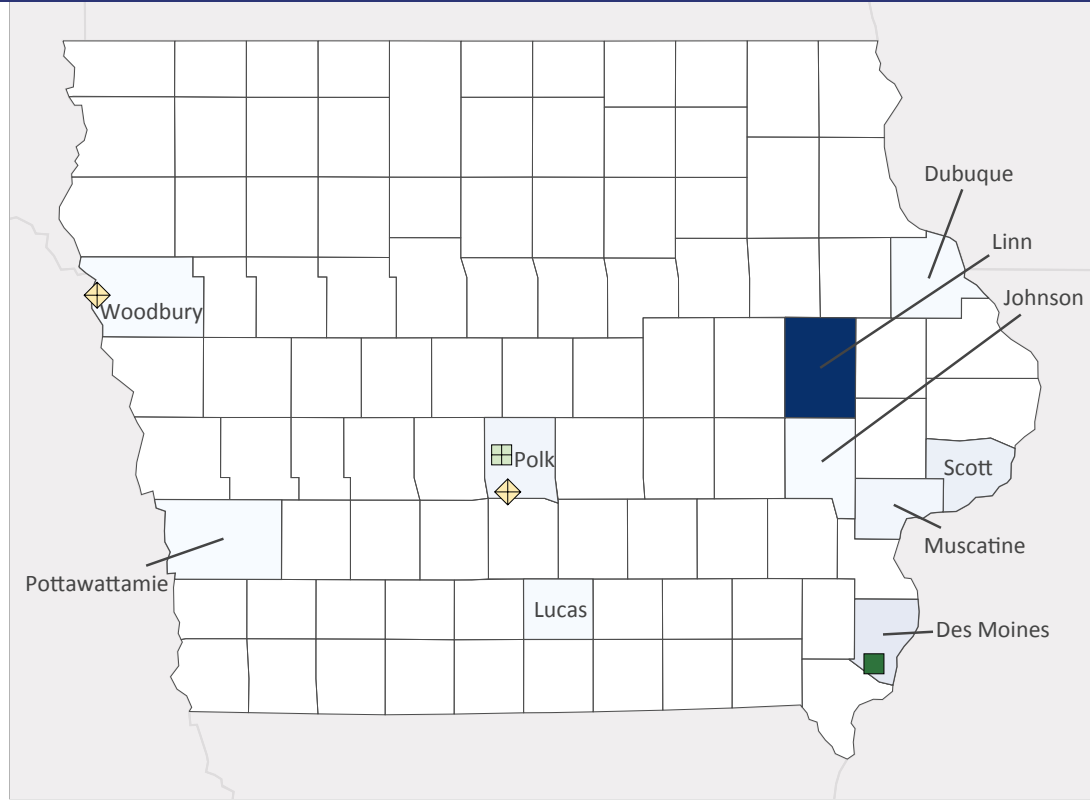 Dubuque
Linn
Johnson
Woodbury
Polk
Scott
Muscatine
Pottawattamie
Lucas
Des Moines